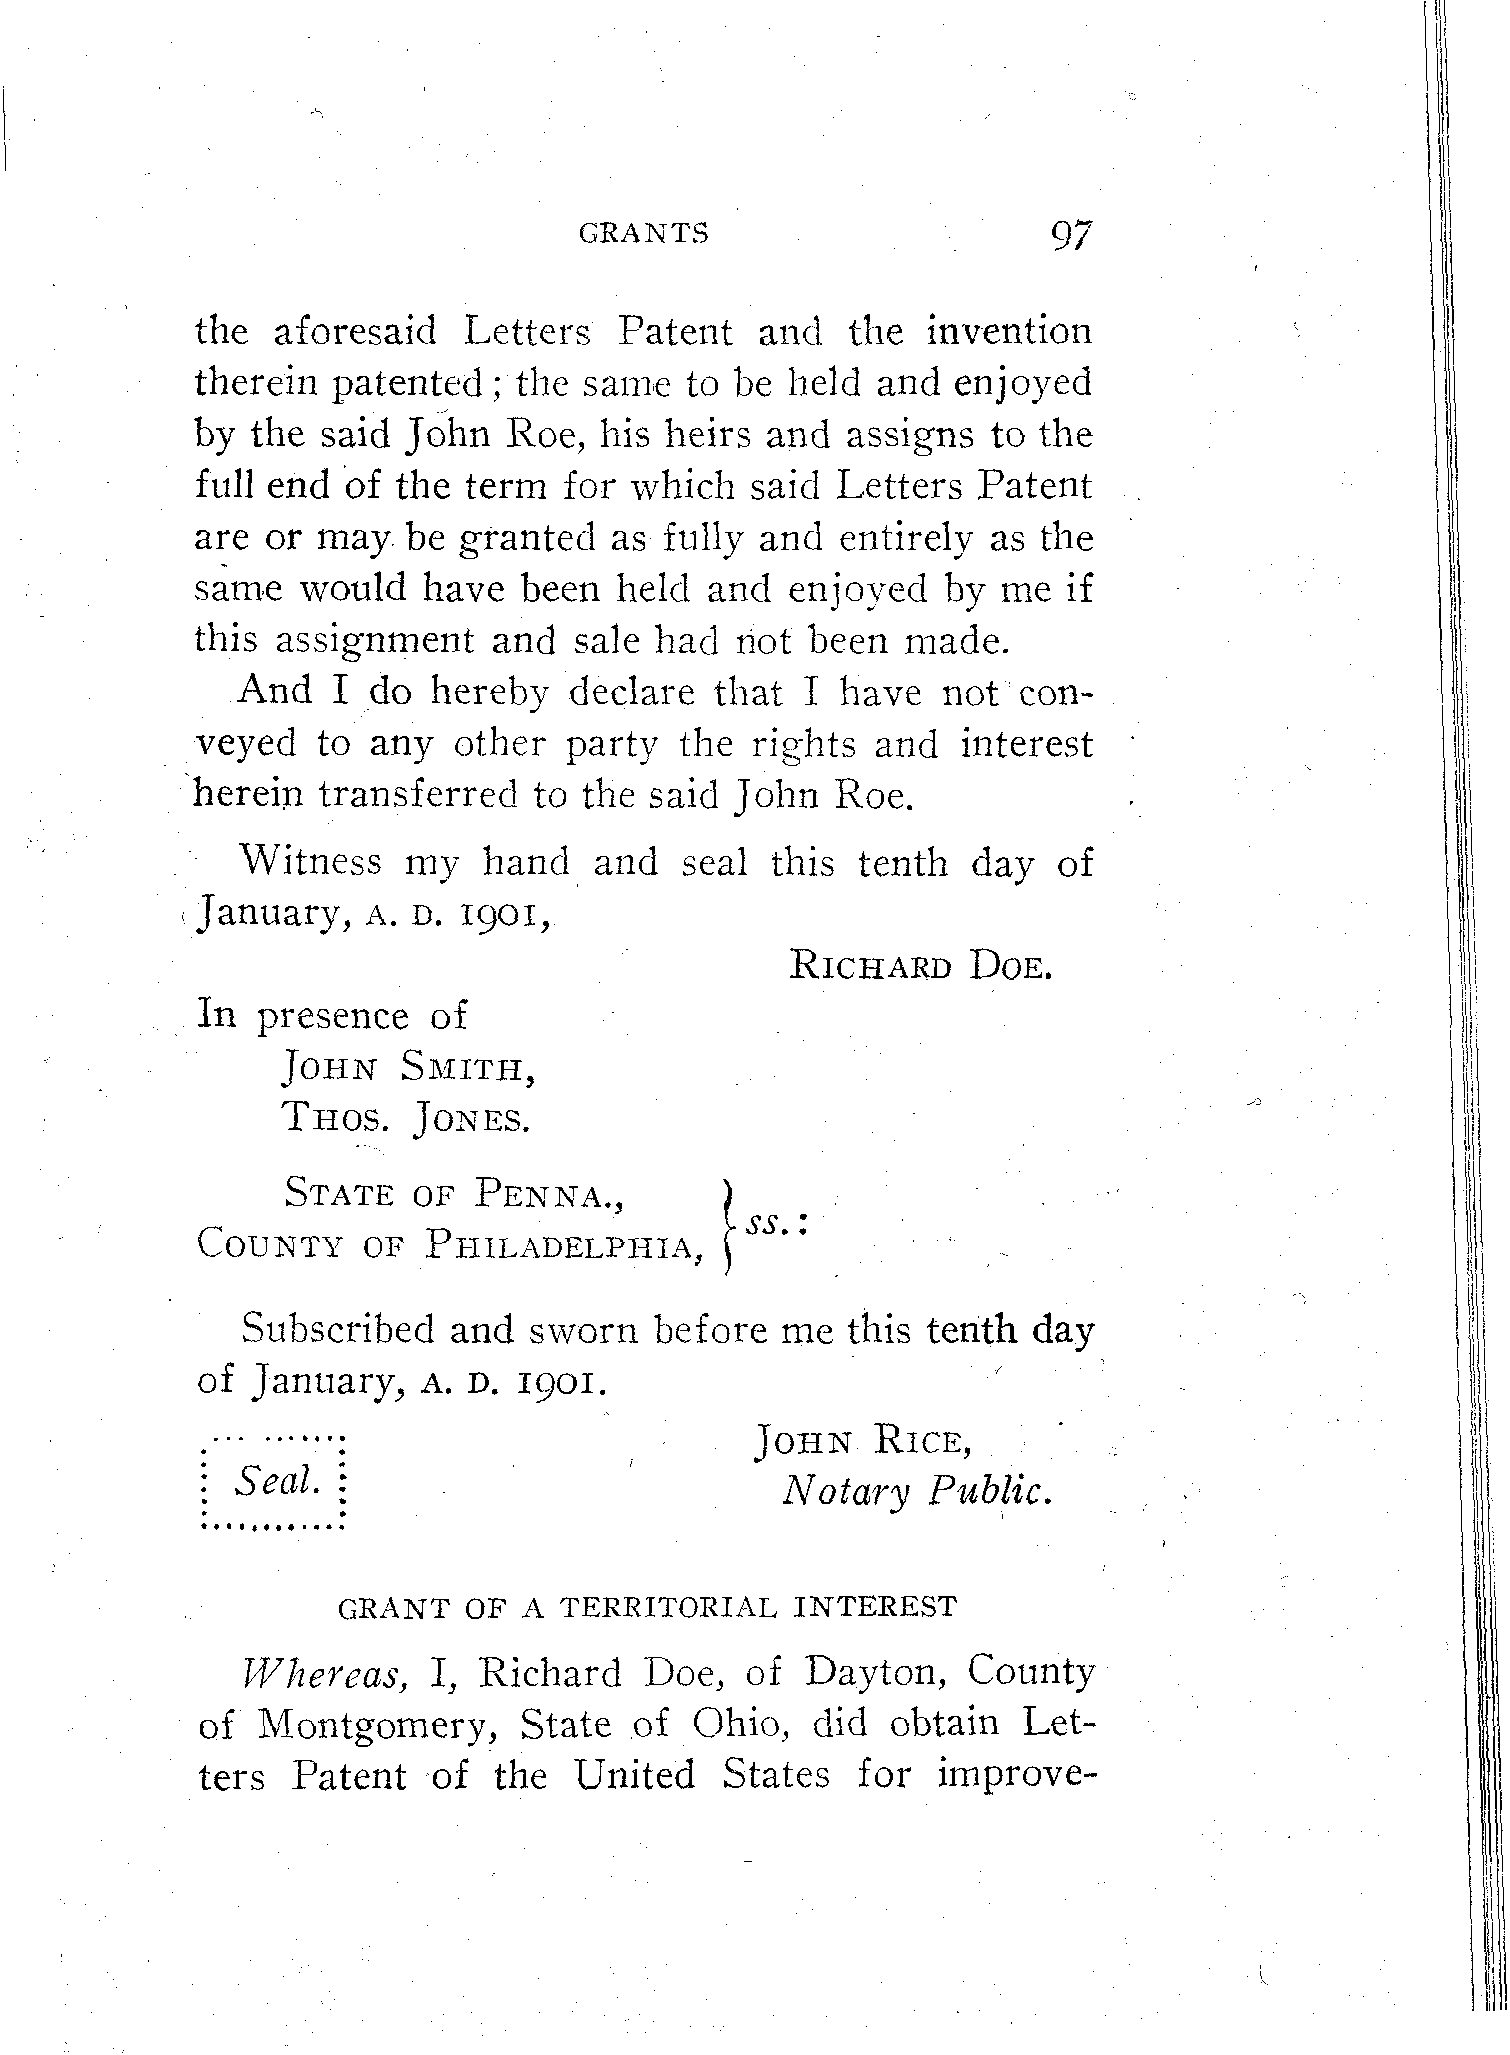 GRANTS 97
the aforesaid Letters Patent and the invention
therein patented; the same to be held and enjoyed
by the said John Roe, his heirs and assigns to the
full end of the term for which said Letters Patent
are or may be granted as fully and entirely as the
same would have been held and enjoyed by me if
this assignment and sale had not been made.
And I do hereby declare that I have not con-
veyed to any other party the rights and interest
herein transferred to the said John Roe.
Witness my hand and seal this tenth day of
January, A. D. 1901,
RICHARD DOE.
In presence of
JOHN SMITH,
THOS. JONES.
STATE OF PENNA.,
COUNTY OF PHILADELPHIA, } ss.:
Subscribed and sworn before me this tenth day
of January, A. D. 1901.
JOHN RICE,
Seal. Notary Public.
GRANT OF A TERRITORIAL INTEREST
Whereas, I, Richard Doe, of Dayton, County
of Montgomery, State of Ohio, did obtain Let-
ters Patent of the United States for improve-